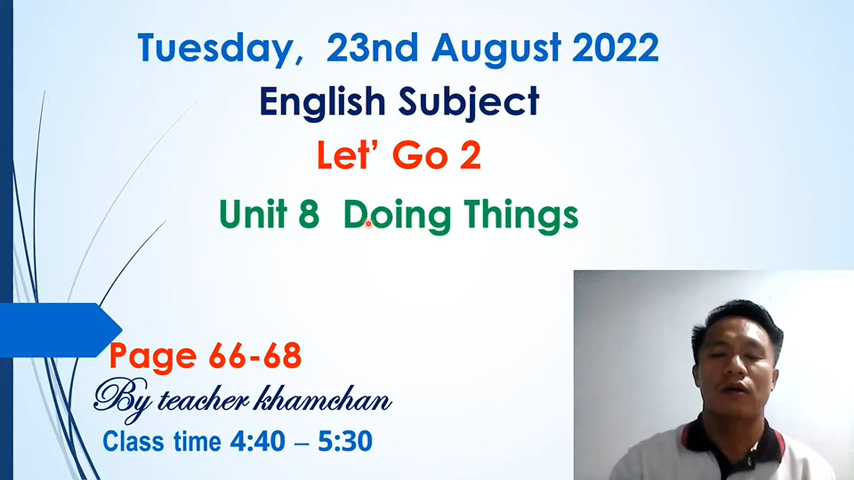 Tuesday, 23nd August 2022
English Subject
Let’ Go 2
Unit 8 Doing Things
Page 66-68
By teacher khamchan
Class time 4:40 – 5:30